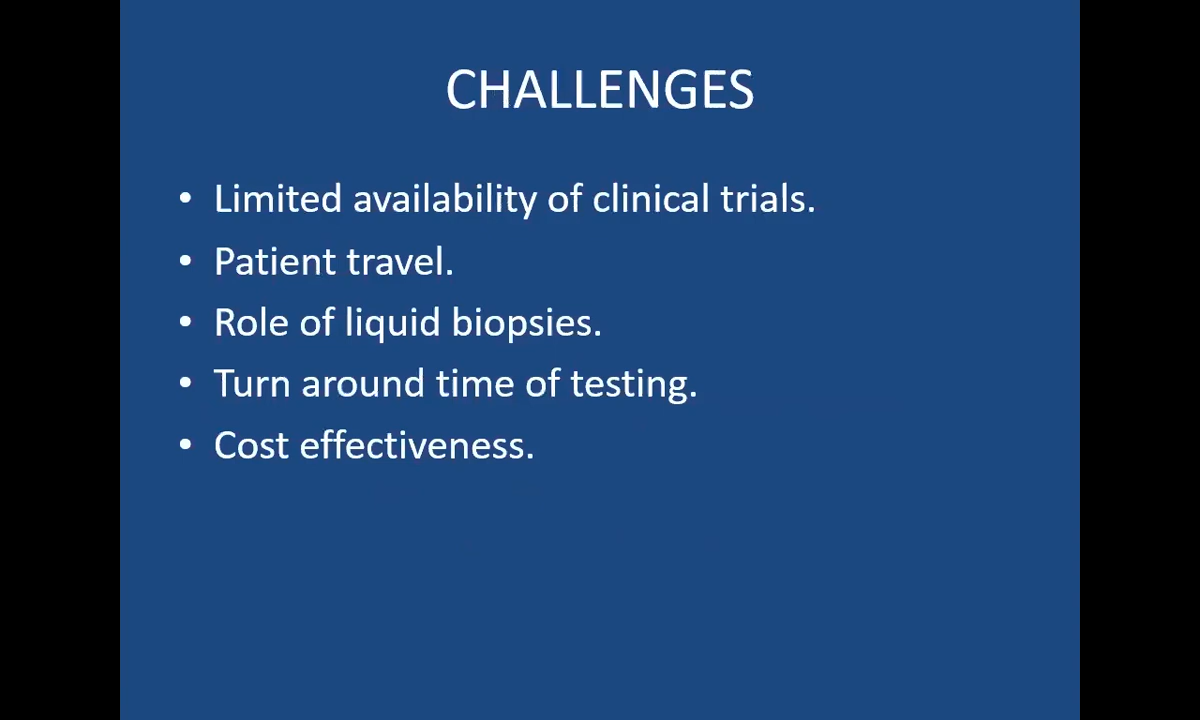 CHALLENGES
• Limited availability of clinical trials.
• Patient travel.
• Role of liquid biopsies.
• Turn around time of testing.
• Cost effectiveness.